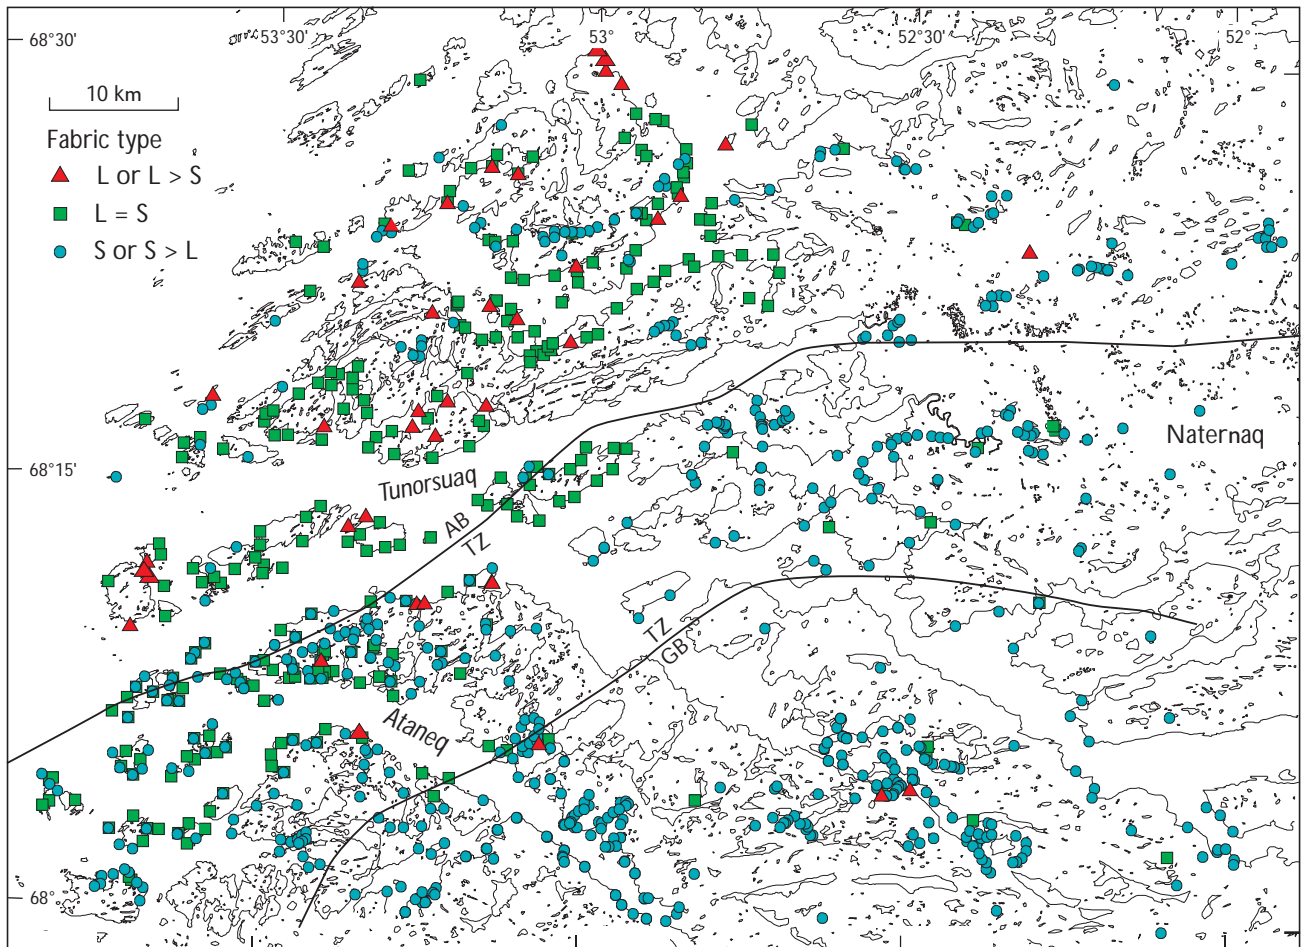 68°30'
53°30'
53°
52°30'
52°
10 km
Fabric type
L or L > S
L = S
S or S > L
Naternaq
68°15'
Tunorsuaq
AB
TZ
TZ
GB
Ataneq
68°